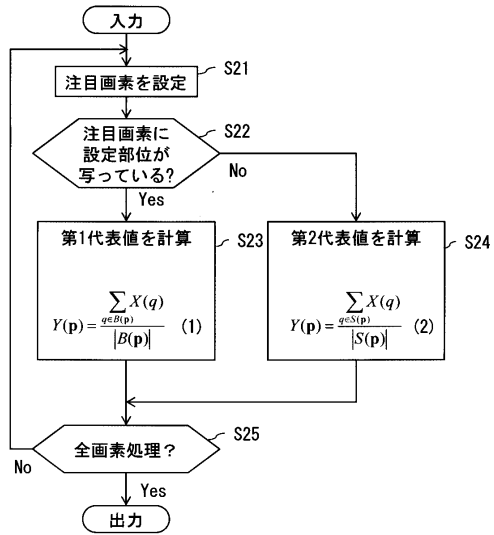 入力
注目画素を設定
S21
注目画素に
設定部位が
写っている?
S22
No
Yes
第1代表値を計算
S23
Y(p) = ∑_{q∈B(p)} X(q) / |B(p)| (1)
第2代表値を計算
S24
Y(p) = ∑_{q∈S(p)} X(q) / |S(p)| (2)
全画素処理?
S25
No
Yes
出力